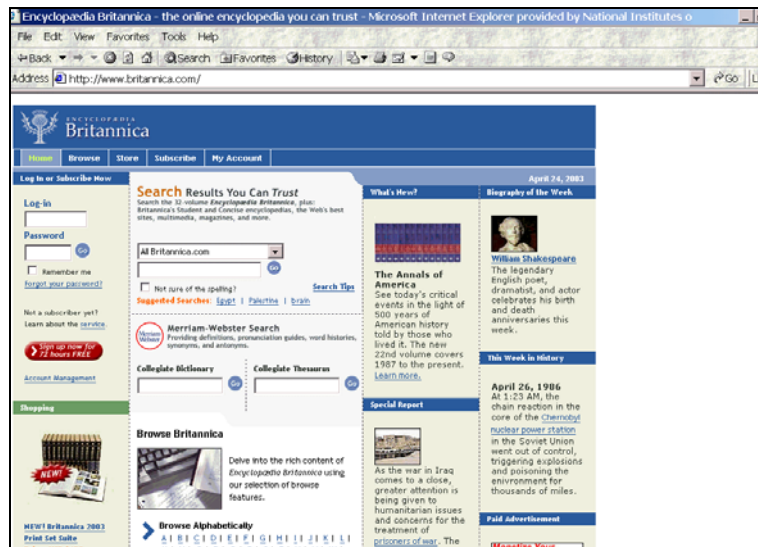 Encyclopædia Britannica - the online encyclopedia you can trust - Microsoft Internet Explorer provided by National Institutes o
File Edit View Favorites Tools Help
Back Search Favorites History
Address http://www.britannica.com/ Go
ENCYCLOPÆDIA
Britannica
Home Browse Store Subscribe My Account
April 24, 2003
Log In or Subscribe Now
Log-in
Password
Go
Remember me
Forgot your password?
Not a subscriber yet?
Learn about the service.
Sign up now for
72 hours FREE
Account Management
Shopping
NEW!
NEW! Britannica 2003
Print Set Suite
Search Results You Can Trust
Search the 32-volume Encyclopædia Britannica, plus:
Britannica's Student and Concise encyclopedias, the Web's best
sites, multimedia, magazines, and more.
All Britannica.com
Go
Not sure of the spelling? Search Tips
Suggested Searches: Egypt | Palestine | brain
Merriam-Webster
Merriam-Webster Search
Providing definitions, pronunciation guides, word histories,
synonyms, and antonyms.
Collegiate Dictionary
Go
Collegiate Thesaurus
Go
Browse Britannica
Delve into the rich content of
Encyclopædia Britannica using
our selection of browse
features.
Browse Alphabetically
A | B | C | D | E | F | G | H | I | J | K | L |
What's New?
The Annals of
America
See today's critical
events in the light of
500 years of
American history
told by those who
lived it. The new
22nd volume covers
1987 to the present.
Learn more.
Special Report
As the war in Iraq
comes to a close,
greater attention is
being given to
humanitarian issues
and concerns for the
treatment of
prisoners of war. The
Biography of the Week
William Shakespeare
The legendary
English poet,
dramatist, and actor
celebrates his birth
and death
anniversaries this
week.
This Week in History
April 26, 1986
At 1:23 AM, the
chain reaction in the
core of the Chernobyl
nuclear power station
in the Soviet Union
went out of control,
triggering explosions
and poisoning the
environment for
thousands of miles.
Paid Advertisement